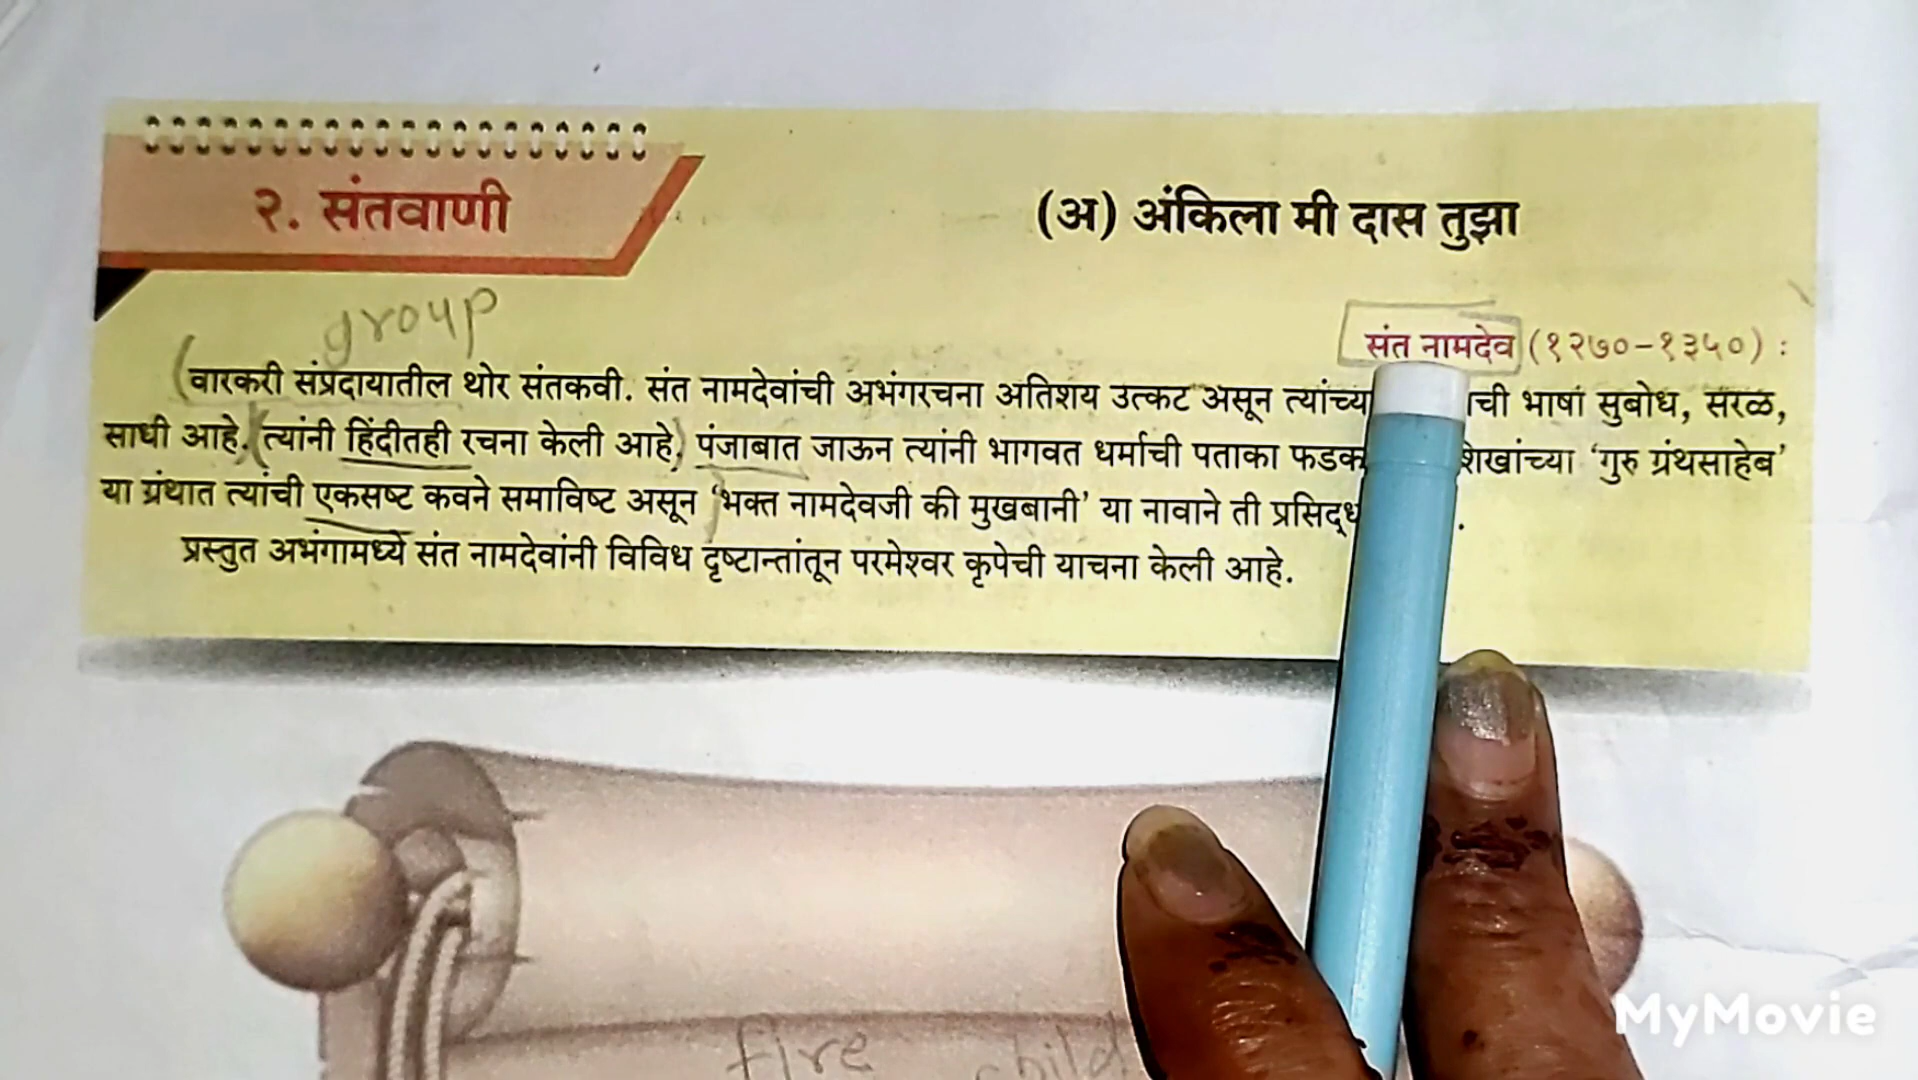 २. संतवाणी
(अ) अंकिला मी दास तुझा
group
संत नामदेव (१२७०-१३५०) :
वारकरी संप्रदायातील थोर संतकवी. संत नामदेवांची अभंगरचना अतिशय उत्कट असून भाषा सुबोध, सरळ,
साधी आहे. त्यांनी हिंदीतही रचना केली आहे. पंजाबात जाऊन त्यांनी भागवत धर्माची पताका 'गुरु ग्रंथसाहेब'
या ग्रंथात त्यांची एकसष्ट कवने समाविष्ट असून 'भक्त नामदेवजी की मुखबानी' या नावाने ती
प्रस्तुत अभंगामध्ये संत नामदेवांनी विविध दृष्टान्तांतून परमेश्वर कृपेची याचना केली आहे.
fire child
MyMovie